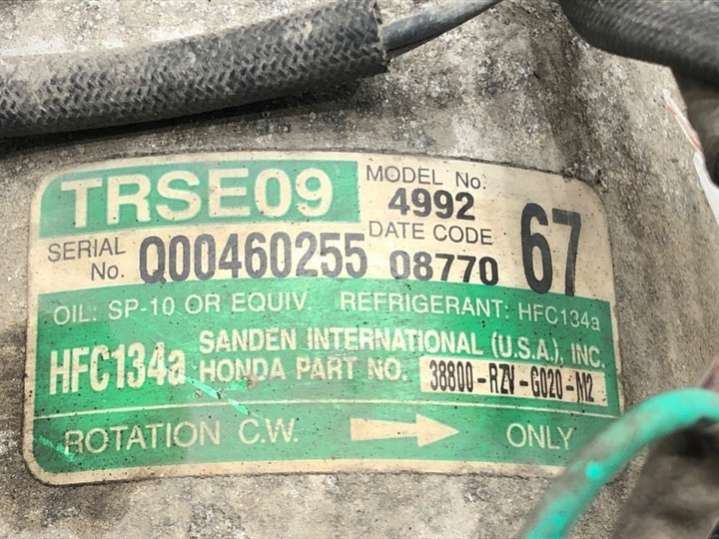 TRSE09
MODEL No.
4992
DATE CODE
08770
67
SERIAL No. Q00460255
OIL: SP-10 OR EQUIV. REFRIGERANT: HFC134a
HFC134a
SANDEN INTERNATIONAL (U.S.A.), INC.
HONDA PART NO. 38800-RZV-G020-M2
ROTATION C.W. ONLY